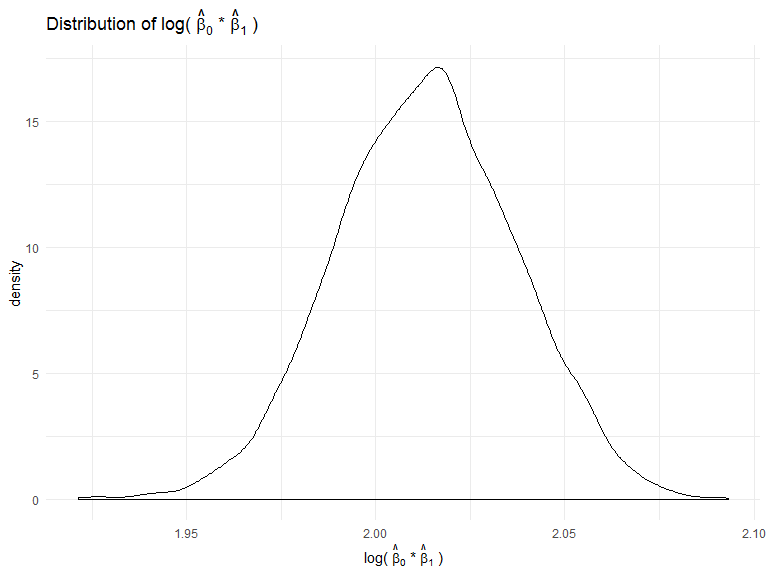 Distribution of log( β̂₀ * β̂₁ )
15
10
5
0
density
1.95 2.00 2.05 2.10
log( β̂₀ * β̂₁ )